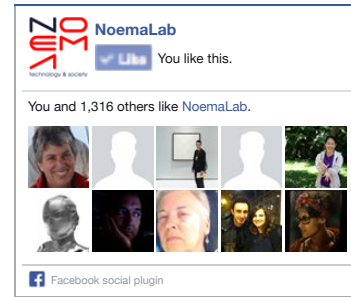 NOEMA
technology & society
NoemaLab
Like
You like this.
You and 1,316 others like NoemaLab.
Facebook social plugin